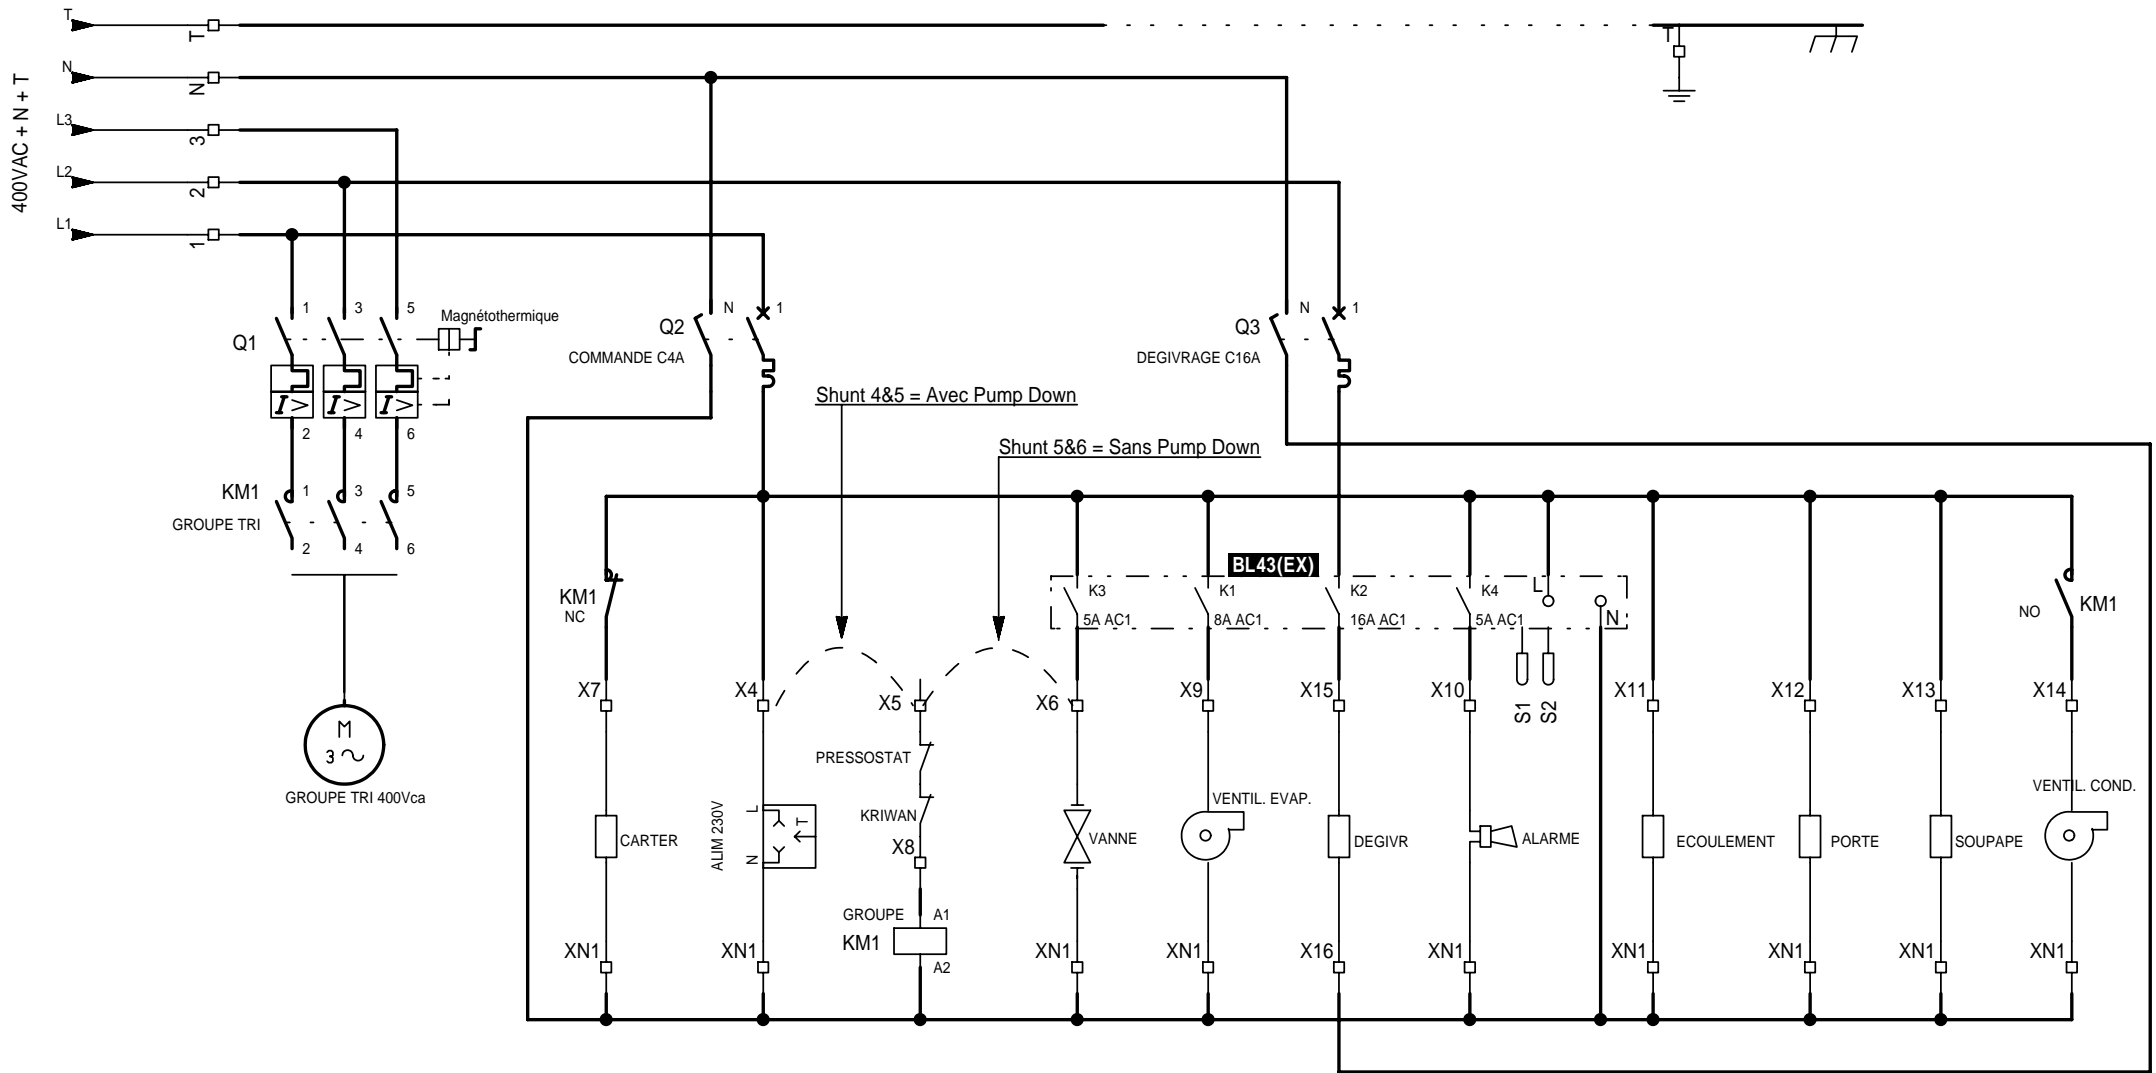 400VAC + N + T
T
T
T
N
N
L3
3
L2
2
L1
1
Q1
1
3
5
Magnétothermique
I
I
I
2
4
6
Q2
N
1
COMMANDE C4A
Q3
N
1
DEGIVRAGE C16A
Shunt 4&5 = Avec Pump Down
Shunt 5&6 = Sans Pump Down
KM1
1
3
5
GROUPE TRI
2
4
6
BL43(EX)
KM1
NC
K3
5A AC1
K1
8A AC1
K2
16A AC1
K4
5A AC1
L
N
NO
KM1
X7
X4
X5
X6
X9
X15
X10
S1
S2
X11
X12
X13
X14
M
3
GROUPE TRI 400Vca
PRESSOSTAT
KRIWAN
X8
VENTIL. EVAP.
VENTIL. COND.
CARTER
ALIM 230V
L
N
T
VANNE
DEGIVR
ALARME
ECOULEMENT
PORTE
SOUPAPE
GROUPE
A1
KM1
A2
XN1
XN1
XN1
XN1
X16
XN1
XN1
XN1
XN1
XN1